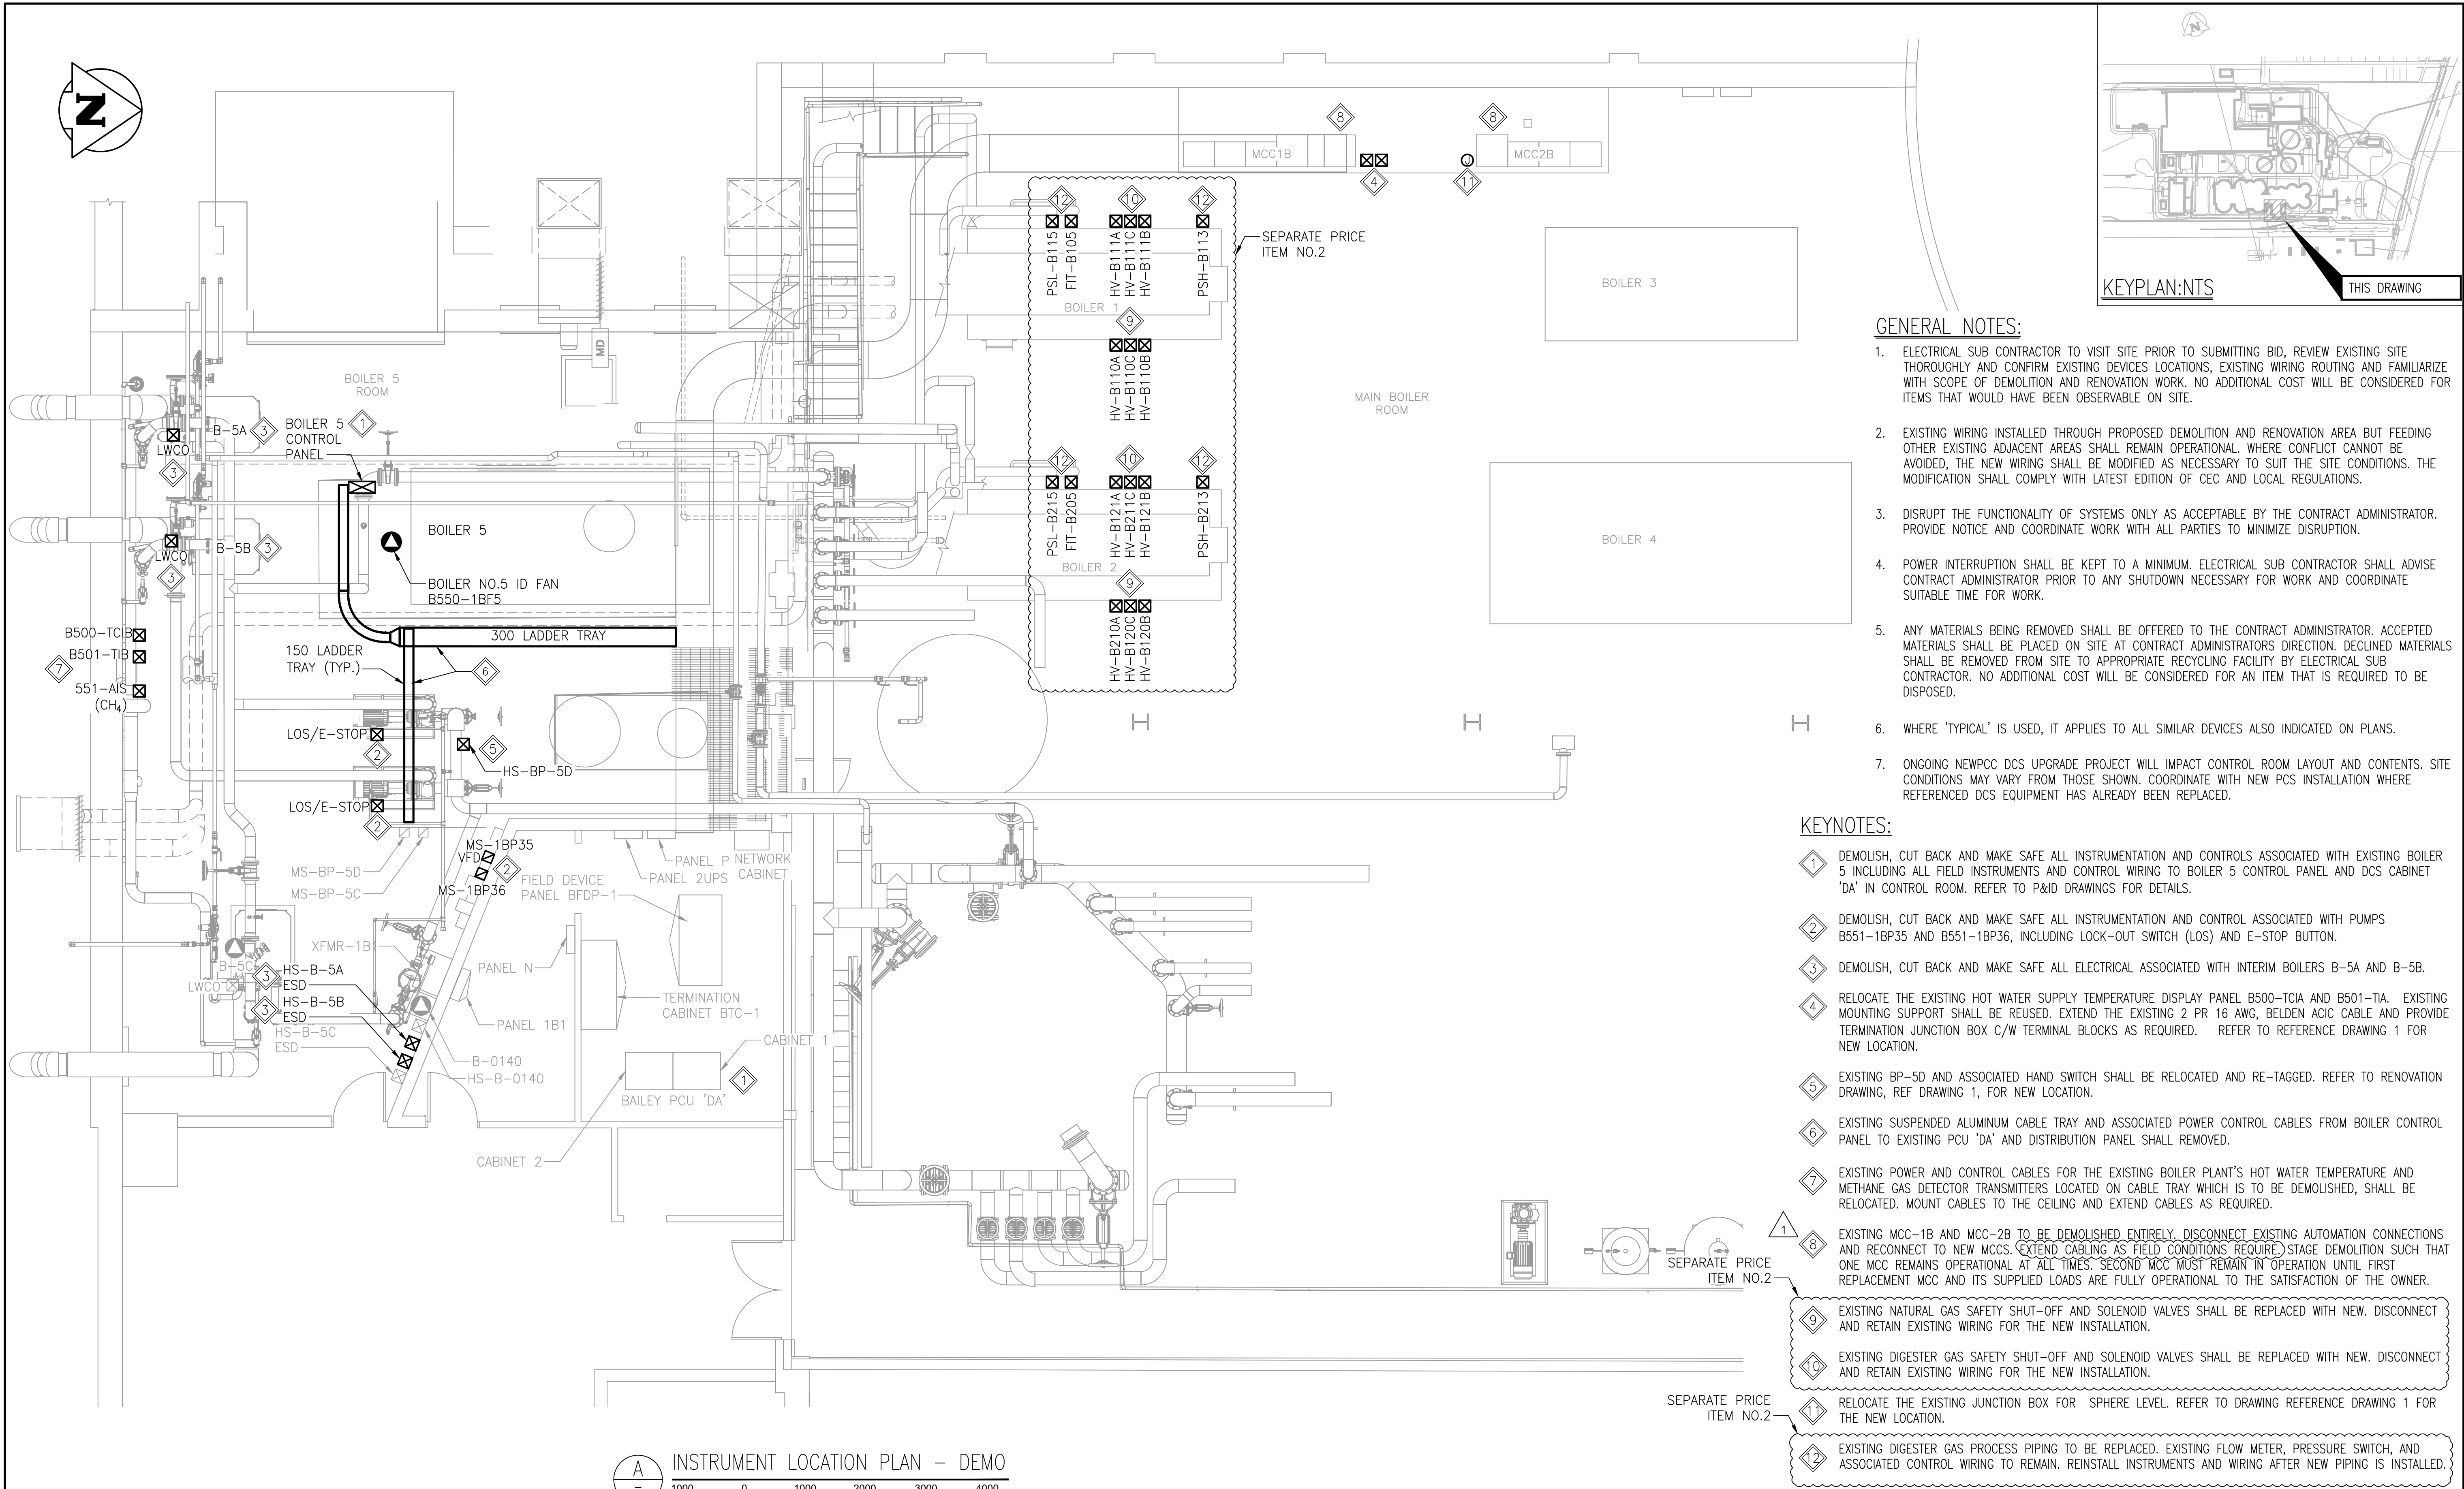 N
N
KEYPLAN:NTS
THIS DRAWING
GENERAL NOTES:
1. ELECTRICAL SUB CONTRACTOR TO VISIT SITE PRIOR TO SUBMITTING BID, REVIEW EXISTING SITE
THOROUGHLY AND CONFIRM EXISTING DEVICES LOCATIONS, EXISTING WIRING ROUTING AND FAMILIARIZE
WITH SCOPE OF DEMOLITION AND RENOVATION WORK. NO ADDITIONAL COST WILL BE CONSIDERED FOR
ITEMS THAT WOULD HAVE BEEN OBSERVABLE ON SITE.
2. EXISTING WIRING INSTALLED THROUGH PROPOSED DEMOLITION AND RENOVATION AREA BUT FEEDING
OTHER EXISTING ADJACENT AREAS SHALL REMAIN OPERATIONAL. WHERE CONFLICT CANNOT BE
AVOIDED, THE NEW WIRING SHALL BE MODIFIED AS NECESSARY TO SUIT THE SITE CONDITIONS. THE
MODIFICATION SHALL COMPLY WITH LATEST EDITION OF CEC AND LOCAL REGULATIONS.
3. DISRUPT THE FUNCTIONALITY OF SYSTEMS ONLY AS ACCEPTABLE BY THE CONTRACT ADMINISTRATOR.
PROVIDE NOTICE AND COORDINATE WORK WITH ALL PARTIES TO MINIMIZE DISRUPTION.
4. POWER INTERRUPTION SHALL BE KEPT TO A MINIMUM. ELECTRICAL SUB CONTRACTOR SHALL ADVISE
CONTRACT ADMINISTRATOR PRIOR TO ANY SHUTDOWN NECESSARY FOR WORK AND COORDINATE
SUITABLE TIME FOR WORK.
5. ANY MATERIALS BEING REMOVED SHALL BE OFFERED TO THE CONTRACT ADMINISTRATOR. ACCEPTED
MATERIALS SHALL BE PLACED ON SITE AT CONTRACT ADMINISTRATORS DIRECTION. DECLINED MATERIALS
SHALL BE REMOVED FROM SITE TO APPROPRIATE RECYCLING FACILITY BY ELECTRICAL SUB
CONTRACTOR. NO ADDITIONAL COST WILL BE CONSIDERED FOR AN ITEM THAT IS REQUIRED TO BE
DISPOSED.
6. WHERE 'TYPICAL' IS USED, IT APPLIES TO ALL SIMILAR DEVICES ALSO INDICATED ON PLANS.
7. ONGOING NEWPCC DCS UPGRADE PROJECT WILL IMPACT CONTROL ROOM LAYOUT AND CONTENTS. SITE
CONDITIONS MAY VARY FROM THOSE SHOWN. COORDINATE WITH NEW PCS INSTALLATION WHERE
REFERENCED DCS EQUIPMENT HAS ALREADY BEEN REPLACED.
KEYNOTES:
1 DEMOLISH, CUT BACK AND MAKE SAFE ALL INSTRUMENTATION AND CONTROLS ASSOCIATED WITH EXISTING BOILER
5 INCLUDING ALL FIELD INSTRUMENTS AND CONTROL WIRING TO BOILER 5 CONTROL PANEL AND DCS CABINET
'DA' IN CONTROL ROOM. REFER TO P&ID DRAWINGS FOR DETAILS.
2 DEMOLISH, CUT BACK AND MAKE SAFE ALL INSTRUMENTATION AND CONTROL ASSOCIATED WITH PUMPS
B551-1BP35 AND B551-1BP36, INCLUDING LOCK-OUT SWITCH (LOS) AND E-STOP BUTTON.
3 DEMOLISH, CUT BACK AND MAKE SAFE ALL ELECTRICAL ASSOCIATED WITH INTERIM BOILERS B-5A AND B-5B.
4 RELOCATE THE EXISTING HOT WATER SUPPLY TEMPERATURE DISPLAY PANEL B500-TCIA AND B501-TIA. EXISTING
MOUNTING SUPPORT SHALL BE REUSED. EXTEND THE EXISTING 2 PR 16 AWG, BELDEN ACIC CABLE AND PROVIDE
TERMINATION JUNCTION BOX C/W TERMINAL BLOCKS AS REQUIRED. REFER TO REFERENCE DRAWING 1 FOR
NEW LOCATION.
5 EXISTING BP-5D AND ASSOCIATED HAND SWITCH SHALL BE RELOCATED AND RE-TAGGED. REFER TO RENOVATION
DRAWING, REF DRAWING 1, FOR NEW LOCATION.
6 EXISTING SUSPENDED ALUMINUM CABLE TRAY AND ASSOCIATED POWER CONTROL CABLES FROM BOILER CONTROL
PANEL TO EXISTING PCU 'DA' AND DISTRIBUTION PANEL SHALL REMOVED.
7 EXISTING POWER AND CONTROL CABLES FOR THE EXISTING BOILER PLANT'S HOT WATER TEMPERATURE AND
METHANE GAS DETECTOR TRANSMITTERS LOCATED ON CABLE TRAY WHICH IS TO BE DEMOLISHED, SHALL BE
RELOCATED. MOUNT CABLES TO THE CEILING AND EXTEND CABLES AS REQUIRED.
1
8 EXISTING MCC-1B AND MCC-2B TO BE DEMOLISHED ENTIRELY. DISCONNECT EXISTING AUTOMATION CONNECTIONS
AND RECONNECT TO NEW MCCS. EXTEND CABLING AS FIELD CONDITIONS REQUIRE. STAGE DEMOLITION SUCH THAT
ONE MCC REMAINS OPERATIONAL AT ALL TIMES. SECOND MCC MUST REMAIN IN OPERATION UNTIL FIRST
REPLACEMENT MCC AND ITS SUPPLIED LOADS ARE FULLY OPERATIONAL TO THE SATISFACTION OF THE OWNER.
SEPARATE PRICE
ITEM NO.2
9 EXISTING NATURAL GAS SAFETY SHUT-OFF AND SOLENOID VALVES SHALL BE REPLACED WITH NEW. DISCONNECT
AND RETAIN EXISTING WIRING FOR THE NEW INSTALLATION.
10 EXISTING DIGESTER GAS SAFETY SHUT-OFF AND SOLENOID VALVES SHALL BE REPLACED WITH NEW. DISCONNECT
AND RETAIN EXISTING WIRING FOR THE NEW INSTALLATION.
11 RELOCATE THE EXISTING JUNCTION BOX FOR SPHERE LEVEL. REFER TO DRAWING REFERENCE DRAWING 1 FOR
THE NEW LOCATION.
SEPARATE PRICE
ITEM NO.2
12 EXISTING DIGESTER GAS PROCESS PIPING TO BE REPLACED. EXISTING FLOW METER, PRESSURE SWITCH, AND
ASSOCIATED CONTROL WIRING TO REMAIN. REINSTALL INSTRUMENTS AND WIRING AFTER NEW PIPING IS INSTALLED.
8
8
MCC1B
MCC2B
J
4
11
12
10
12
PSL-B115
FIT-B105
HV-B111A
HV-B111C
HV-B111B
PSH-B113
SEPARATE PRICE
ITEM NO.2
BOILER 1
9
HV-B110A
HV-B110C
HV-B110B
BOILER 3
MAIN BOILER
ROOM
12
10
12
PSL-B215
FIT-B205
HV-B121A
HV-B211C
HV-B121B
PSH-B213
BOILER 2
9
HV-B210A
HV-B120C
HV-B120B
BOILER 4
MD
BOILER 5
ROOM
B-5A
3
LWCO
3
BOILER 5
CONTROL
PANEL
1
BOILER 5
B-5B
3
LWCO
3
BOILER NO.5 ID FAN
B550-1BF5
300 LADDER TRAY
150 LADDER
TRAY (TYP.)
6
B500-TCIB
B501-TIB
7
551-AIS
(CH4)
LOS/E-STOP
2
5
HS-BP-5D
LOS/E-STOP
2
MS-BP-5D
MS-BP-5C
MS-1BP35
VFD
2
MS-1BP36
PANEL P
NETWORK
CABINET
PANEL 2UPS
FIELD DEVICE
PANEL BFDP-1
XFMR-1B1
PANEL N
B-5C
LWCO
3
HS-B-5A
ESD
3
HS-B-5B
ESD
HS-B-5C
ESD
TERMINATION
CABINET BTC-1
PANEL 1B1
CABINET 1
B-0140
HS-B-0140
1
BAILEY PCU 'DA'
CABINET 2
A
INSTRUMENT LOCATION PLAN - DEMO
1000 0 1000 2000 3000 4000